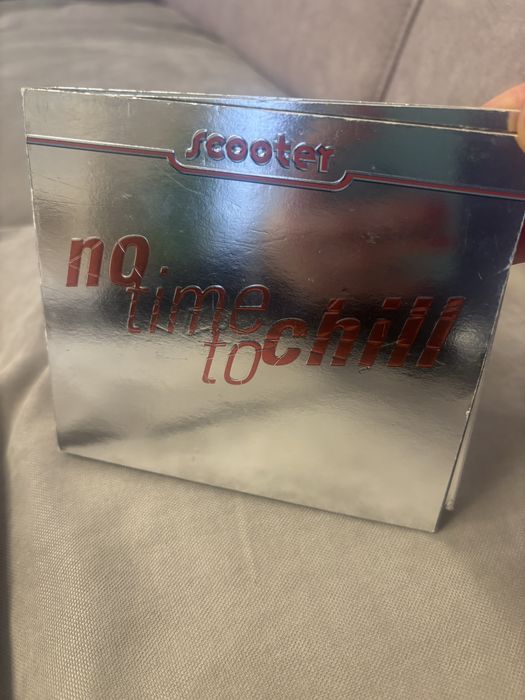 scooter
no
time
to chill